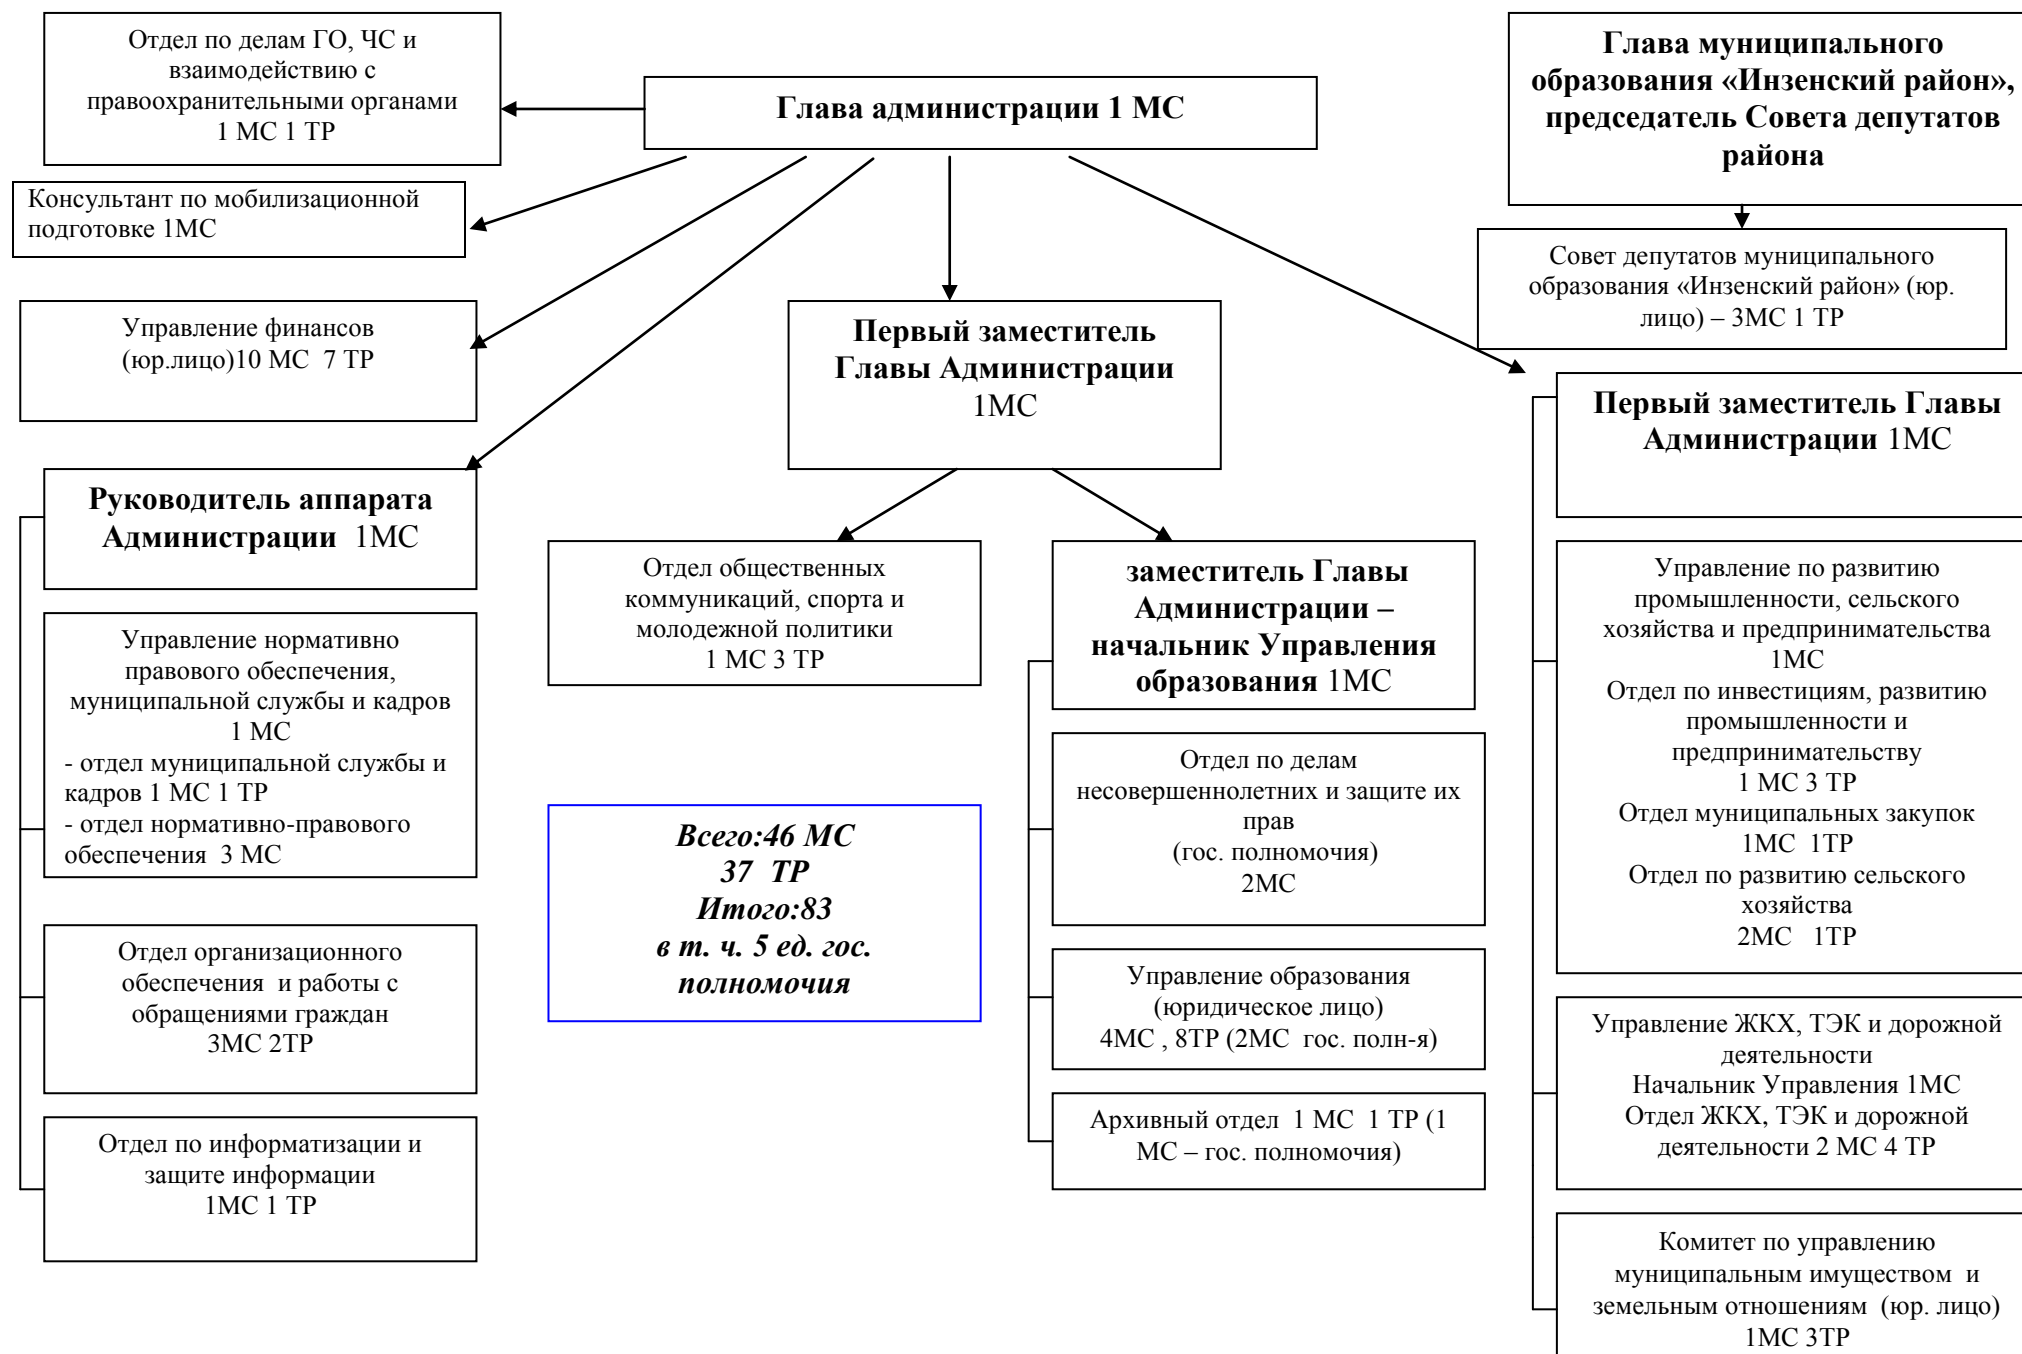 Отдел по делам ГО, ЧС и
взаимодействию с
правоохранительными органами
1 МС 1 ТР
Глава администрации 1 МС
Глава муниципального
образования «Инзенский район»,
председатель Совета депутатов
района
Консультант по мобилизационной
подготовке 1МС
Совет депутатов муниципального
образования «Инзенский район» (юр.
лицо) – 3МС 1 ТР
Управление финансов
(юр.лицо)10 МС 7 ТР
Первый заместитель
Главы Администрации
1МС
Первый заместитель Главы
Администрации 1МС
Руководитель аппарата
Администрации 1МС
Управление нормативно
правового обеспечения,
муниципальной службы и кадров
1 МС
- отдел муниципальной службы и
кадров 1 МС 1 ТР
- отдел нормативно-правового
обеспечения 3 МС
Отдел организационного
обеспечения и работы с
обращениями граждан
3МС 2ТР
Отдел по информатизации и
защите информации
1МС 1 ТР
Отдел общественных
коммуникаций, спорта и
молодежной политики
1 МС 3 ТР
Всего:46 МС
37 ТР
Итого:83
в т. ч. 5 ед. гос.
полномочия
заместитель Главы
Администрации –
начальник Управления
образования 1МС
Отдел по делам
несовершеннолетних и защите их
прав
(гос. полномочия)
2МС
Управление образования
(юридическое лицо)
4МС , 8ТР (2МС гос. полн-я)
Архивный отдел 1 МС 1 ТР (1
МС – гос. полномочия)
Управление по развитию
промышленности, сельского
хозяйства и предпринимательства
1МС
Отдел по инвестициям, развитию
промышленности и
предпринимательству
1 МС 3 ТР
Отдел муниципальных закупок
1МС 1ТР
Отдел по развитию сельского
хозяйства
2МС 1ТР
Управление ЖКХ, ТЭК и дорожной
деятельности
Начальник Управления 1МС
Отдел ЖКХ, ТЭК и дорожной
деятельности 2 МС 4 ТР
Комитет по управлению
муниципальным имуществом и
земельным отношениям (юр. лицо)
1МС 3ТР